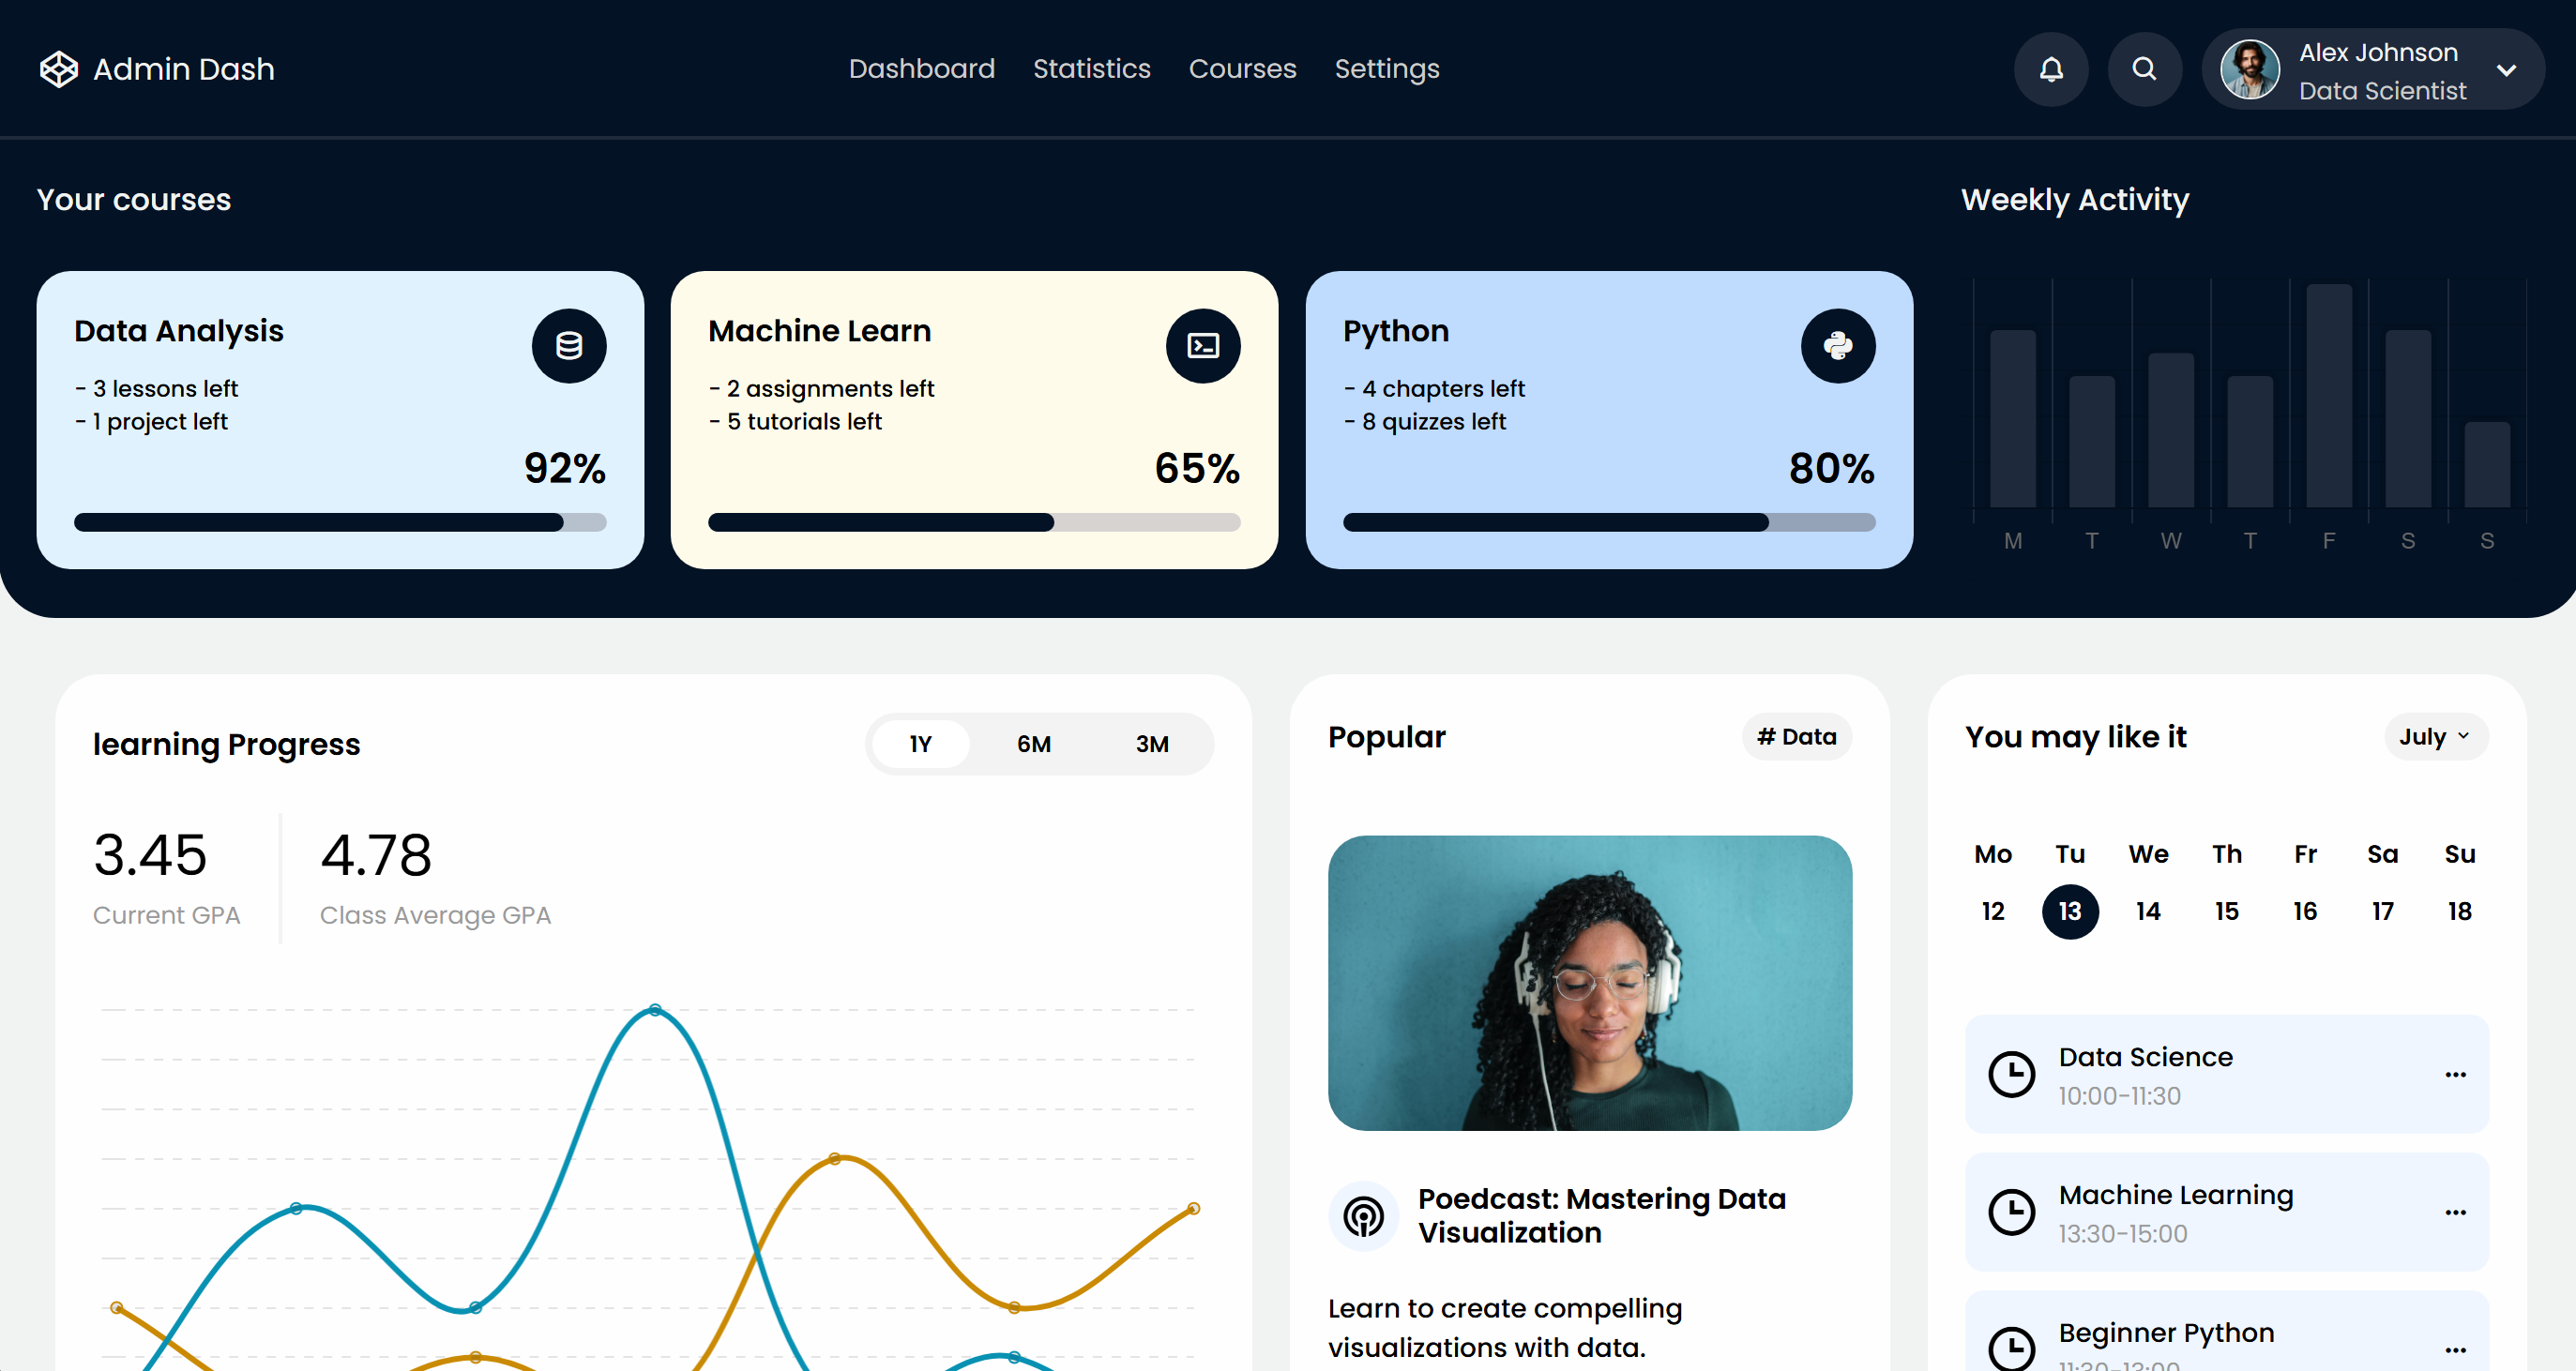 Admin Dash
Dashboard Statistics Courses Settings
Alex Johnson
Data Scientist
Your courses
Weekly Activity
Data Analysis
- 3 lessons left
- 1 project left
92%
Machine Learn
- 2 assignments left
- 5 tutorials left
65%
Python
- 4 chapters left
- 8 quizzes left
80%
M T W T F S S
learning Progress
1Y 6M 3M
3.45
Current GPA
4.78
Class Average GPA
Popular
# Data
Poedcast: Mastering Data
Visualization
Learn to create compelling
visualizations with data.
You may like it
July
Mo Tu We Th Fr Sa Su
12 13 14 15 16 17 18
Data Science
10:00-11:30
Machine Learning
13:30-15:00
Beginner Python